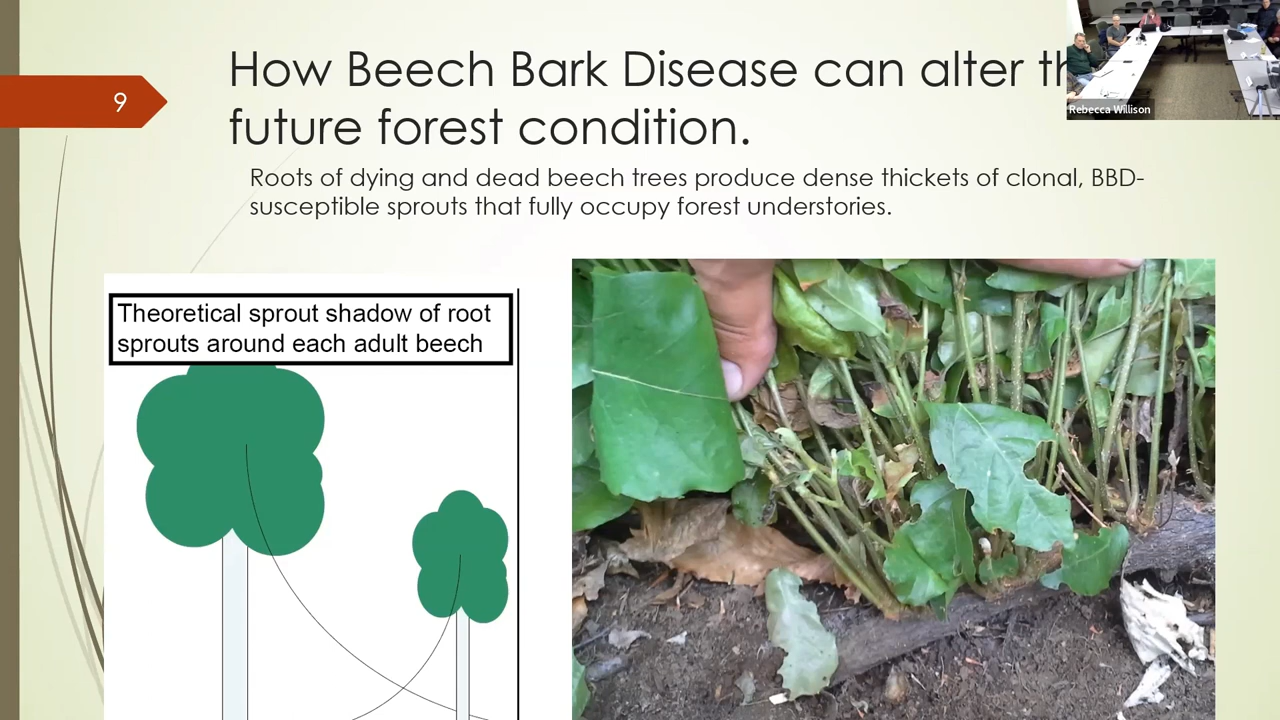 9
How Beech Bark Disease can alter th
future forest condition.
Roots of dying and dead beech trees produce dense thickets of clonal, BBD-
susceptible sprouts that fully occupy forest understories.
Theoretical sprout shadow of root
sprouts around each adult beech
Rebecca Willison